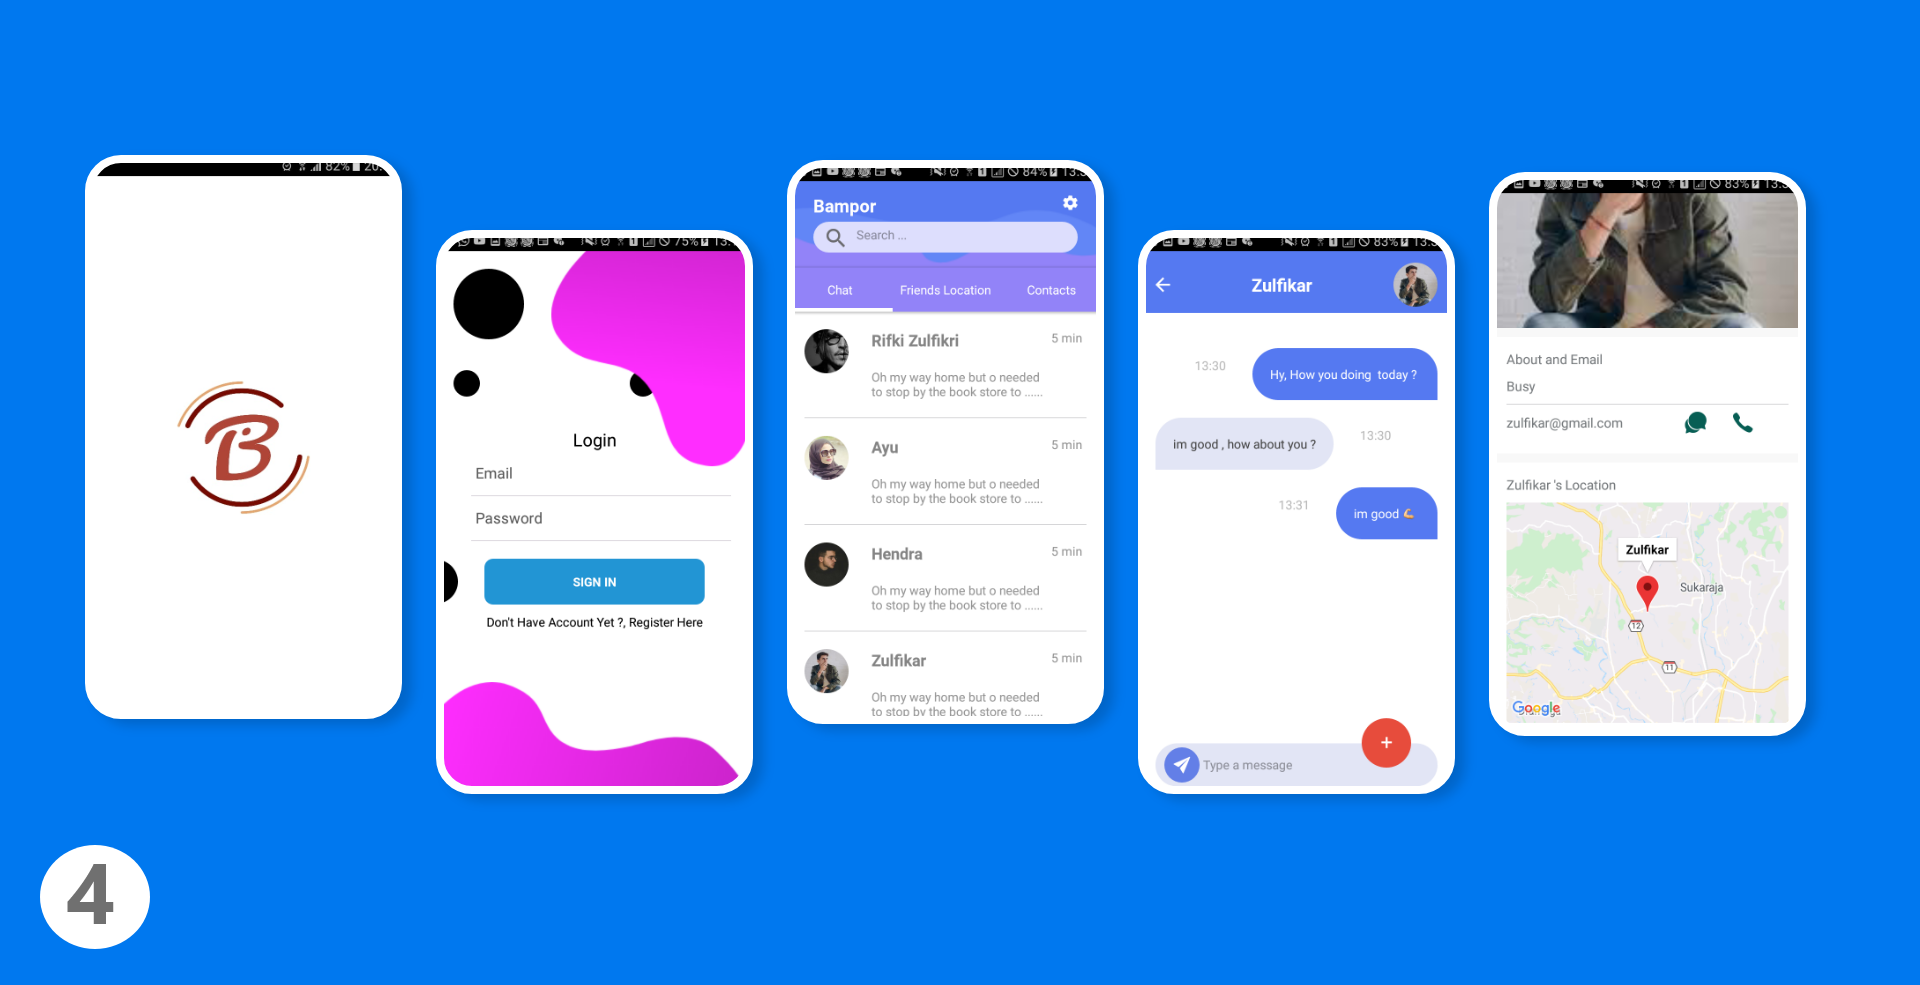 82%
20
B
75%
13:
Login
Email
Password
SIGN IN
Don't Have Account Yet ?, Register Here
84%
13:3
Bampor
Search ...
Chat
Friends Location
Contacts
Rifki Zulfikri
5 min
Oh my way home but o needed
to stop by the book store to ......
Ayu
5 min
Oh my way home but o needed
to stop by the book store to ......
Hendra
5 min
Oh my way home but o needed
to stop by the book store to ......
Zulfikar
5 min
Oh my way home but o needed
to stop by the book store to ......
83%
13:3
Zulfikar
13:30
Hy, How you doing today ?
im good , how about you ?
13:30
13:31
im good 💪
+
Type a message
83%
13:3
About and Email
Busy
zulfikar@gmail.com
Zulfikar 's Location
Zulfikar
Sukaraja
12
11
Google
4